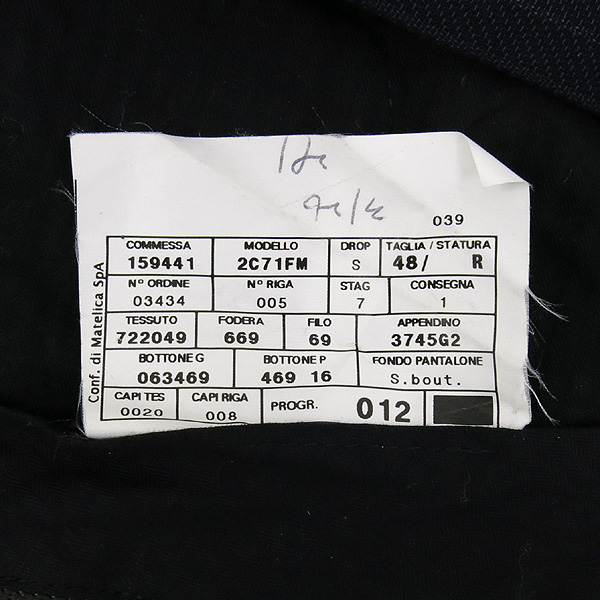 039
COMMESSA MODELLO DROP TAGLIA / STATURA
159441 2C71FM S 48/ R
N° ORDINE N° RIGA STAG CONSEGNA
03434 005 7 1
TESSUTO FODERA FILO APPENDINO
722049 669 69 3745G2
BOTTONE G BOTTONE P FONDO PANTALONE
063469 469 16 S.bout.
CAPI TES CAPI RIGA PROGR. 012
0020 008
Conf. di Matelica SpA